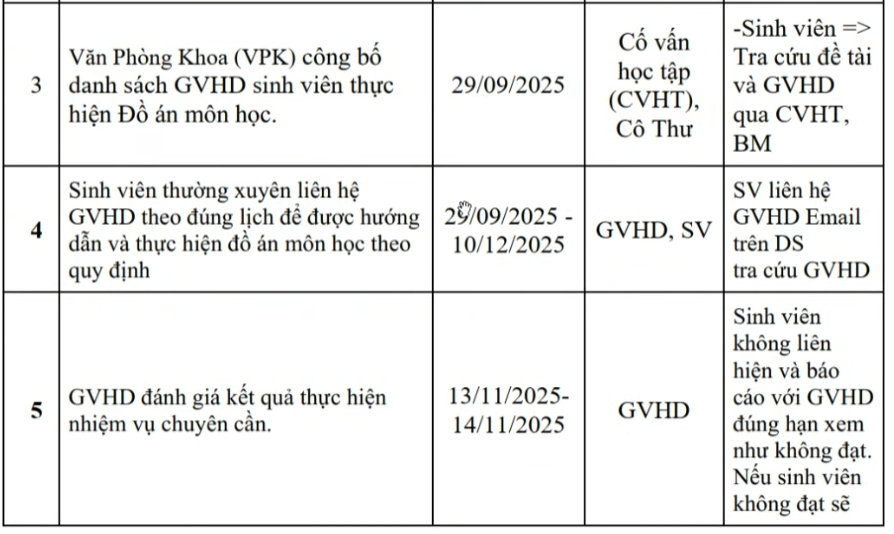 3
Văn Phòng Khoa (VPK) công bố
danh sách GVHD sinh viên thực
hiện Đồ án môn học.
29/09/2025
Cố vấn
học tập
(CVHT),
Cô Thư
-Sinh viên =>
Tra cứu đề tài
và GVHD
qua CVHT,
BM
4
Sinh viên thường xuyên liên hệ
GVHD theo đúng lịch để được hướng
dẫn và thực hiện đồ án môn học theo
quy định
29/09/2025 -
10/12/2025
GVHD, SV
SV liên hệ
GVHD Email
trên DS
tra cứu GVHD
5
GVHD đánh giá kết quả thực hiện
nhiệm vụ chuyên cần.
13/11/2025-
14/11/2025
GVHD
Sinh viên
không liên
hiện và báo
cáo với GVHD
đúng hạn xem
như không đạt.
Nếu sinh viên
không đạt sẽ